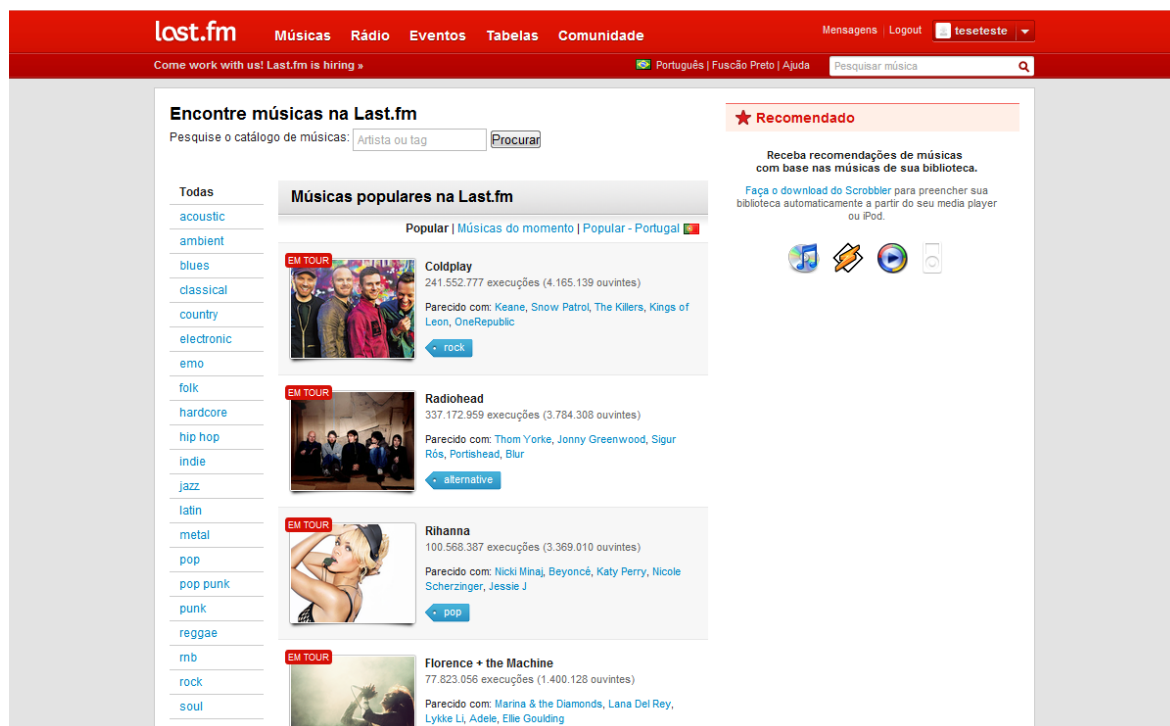 last.fm
Músicas Rádio Eventos Tabelas Comunidade
Mensagens | Logout teseteste
Come work with us! Last.fm is hiring »
Português | Fuscão Preto | Ajuda
Pesquisar música
Encontre músicas na Last.fm
Pesquise o catálogo de músicas: Artista ou tag Procurar
Todas
acoustic
ambient
blues
classical
country
electronic
emo
folk
hardcore
hip hop
indie
jazz
latin
metal
pop
pop punk
punk
reggae
rnb
rock
soul
Músicas populares na Last.fm
Popular | Músicas do momento | Popular - Portugal
EM TOUR
Coldplay
241.552.777 execuções (4.165.139 ouvintes)
Parecido com: Keane, Snow Patrol, The Killers, Kings of
Leon, OneRepublic
rock
EM TOUR
Radiohead
337.172.959 execuções (3.784.308 ouvintes)
Parecido com: Thom Yorke, Jonny Greenwood, Sigur
Rós, Portishead, Blur
alternative
EM TOUR
Rihanna
100.568.387 execuções (3.369.010 ouvintes)
Parecido com: Nicki Minaj, Beyoncé, Katy Perry, Nicole
Scherzinger, Jessie J
pop
EM TOUR
Florence + the Machine
77.823.056 execuções (1.400.128 ouvintes)
Parecido com: Marina & the Diamonds, Lana Del Rey,
Lykke Li, Adele, Ellie Goulding
Recomendado
Receba recomendações de músicas
com base nas músicas de sua biblioteca.
Faça o download do Scrobbler para preencher sua
biblioteca automaticamente a partir do seu media player
ou iPod.